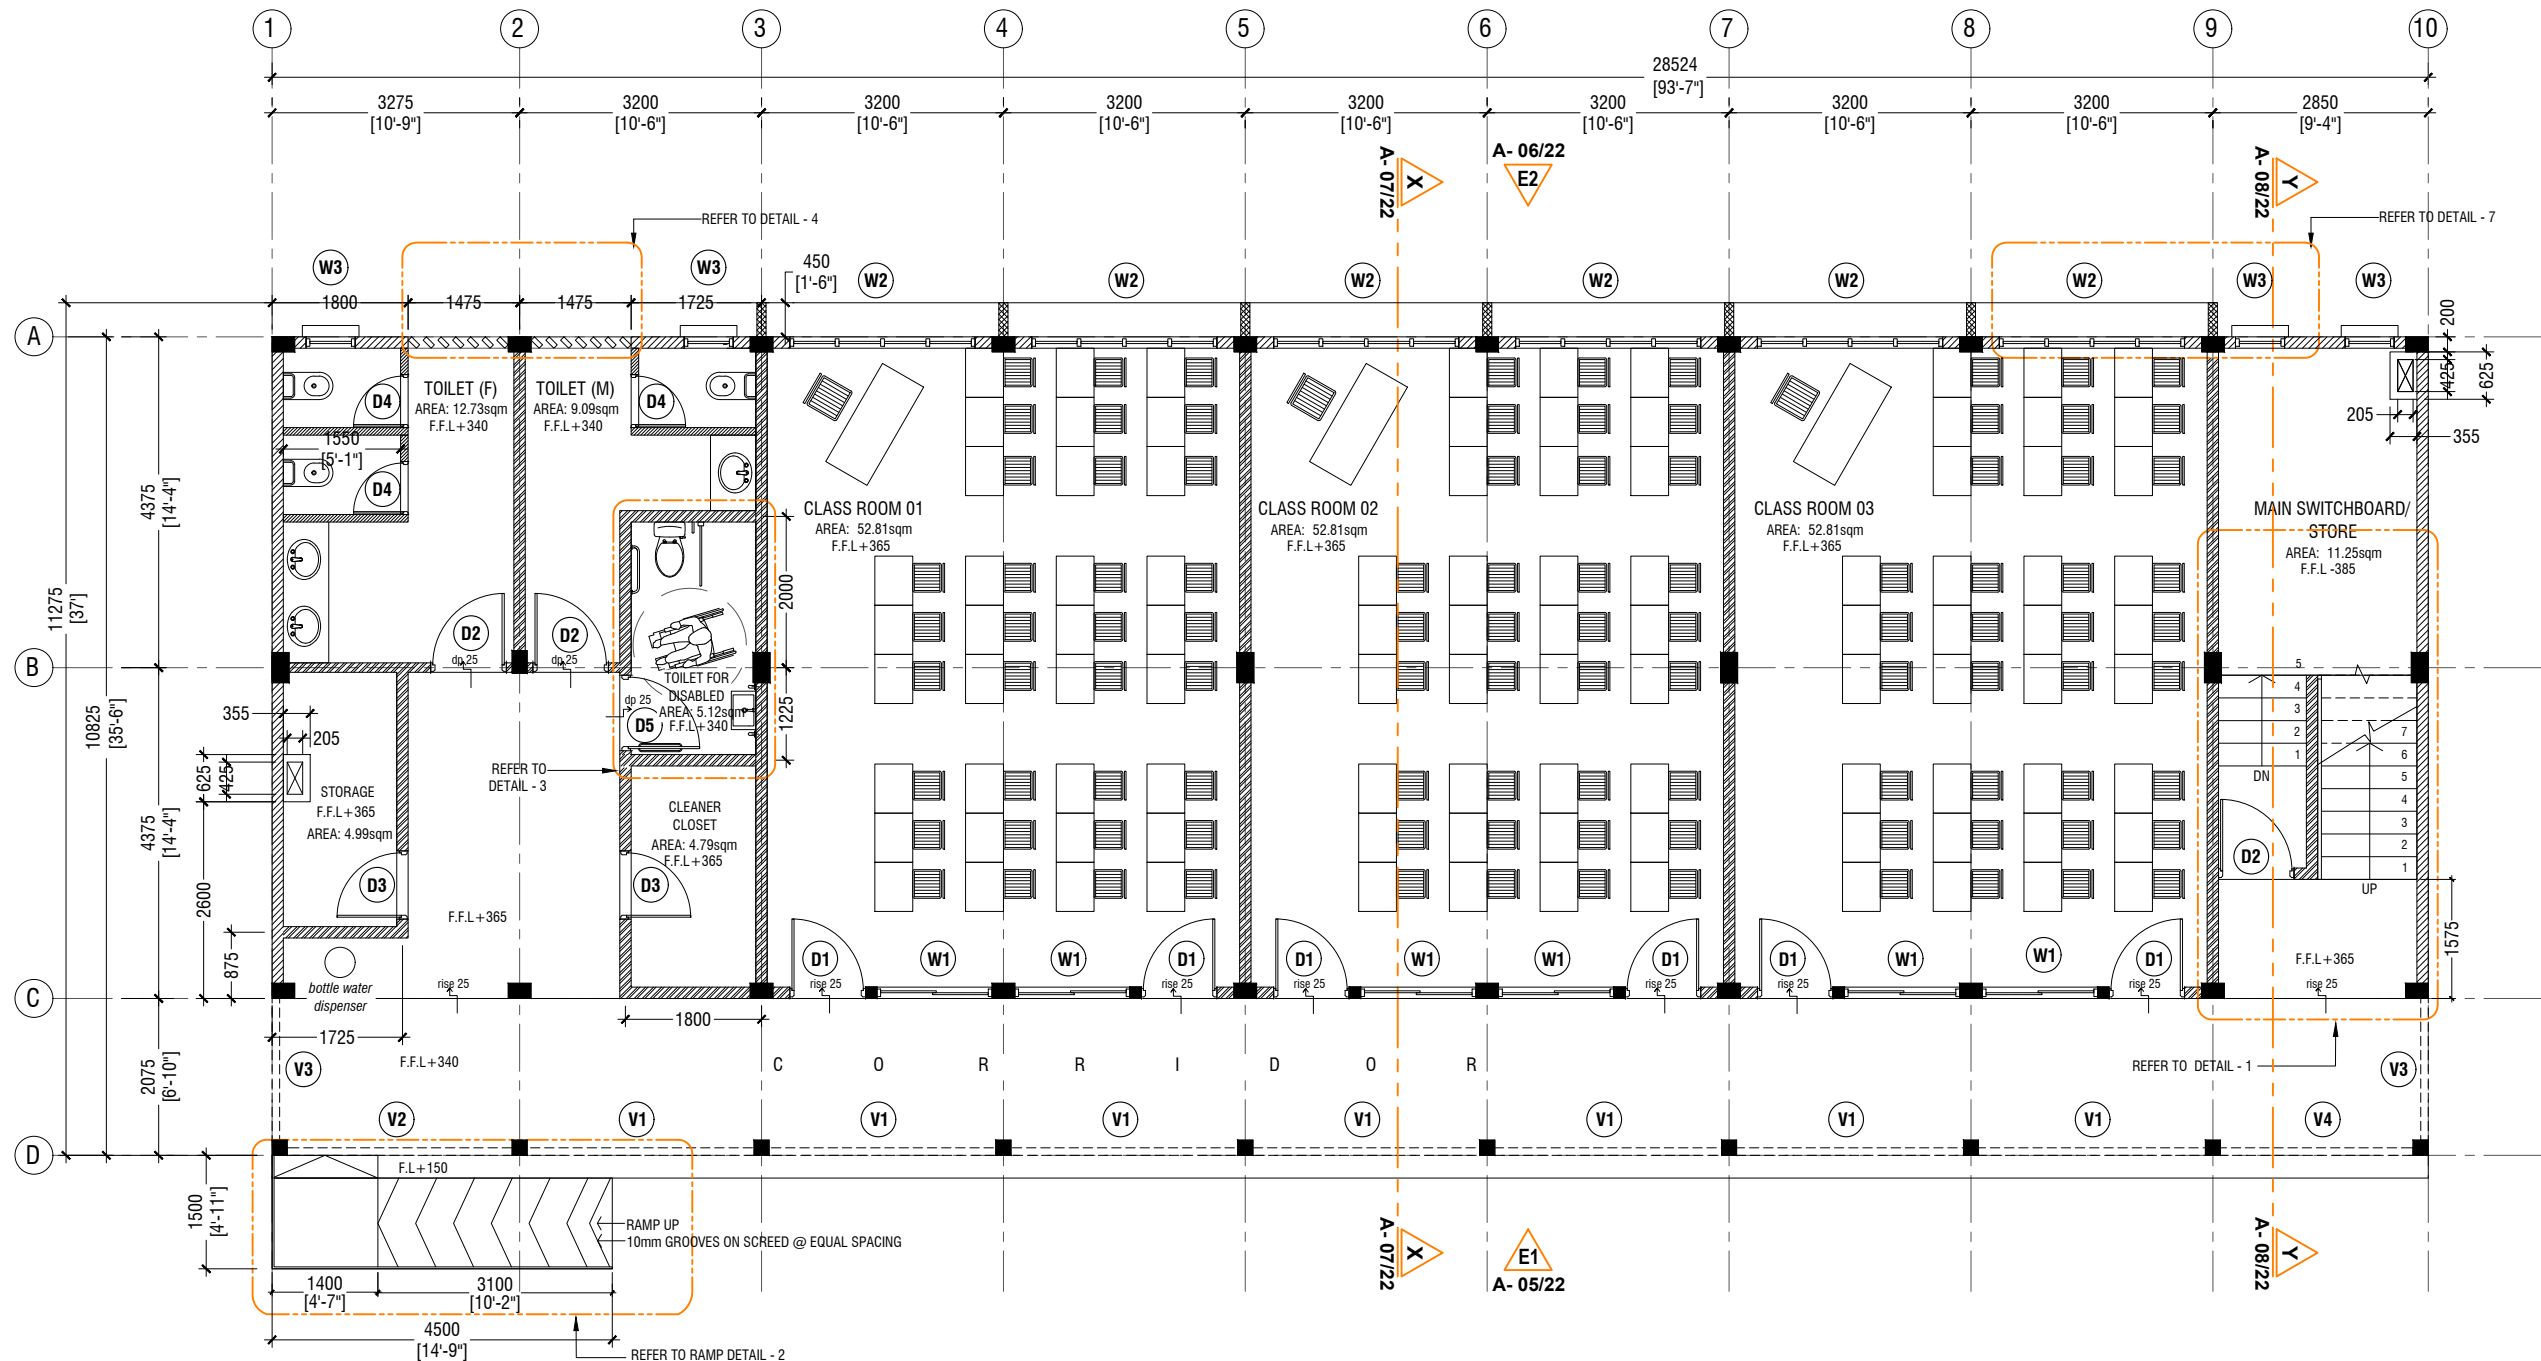 1 2 3 4 5 6 7 8 9 10
28524
[93'-7"]
3275 3200 3200 3200 3200 3200 3200 3200 2850
[10'-9"] [10'-6"] [10'-6"] [10'-6"] [10'-6"] [10'-6"] [10'-6"] [10'-6"] [9'-4"]
A- 07/22
X
A- 06/22
E2
A- 08/22
Y
REFER TO DETAIL - 4
REFER TO DETAIL - 7
W3 W3 W2 W2 W2 W2 W2 W2 W3 W3
450
[1'-6"]
1800 1475 1475 1725
200
A
TOILET (F)
AREA: 12.73sqm
F.F.L+340
TOILET (M)
AREA: 9.09sqm
F.F.L+340
D4 D4
D4
1550
[5'-1"]
425
625
205
355
4375
[14'-4"]
CLASS ROOM 01
AREA: 52.81sqm
F.F.L+365
CLASS ROOM 02
AREA: 52.81sqm
F.F.L+365
CLASS ROOM 03
AREA: 52.81sqm
F.F.L+365
MAIN SWITCHBOARD/
STORE
AREA: 11.25sqm
F.F.L -385
11275
[37']
10825
[35'-6"]
2000
D2 D2
dp 25 dp 25
B
TOILET FOR
DISABLED
AREA: 5.12sqm
F.F.L+340
dp 25
D5
1225
355
205
625
425
REFER TO
DETAIL - 3
STORAGE
F.F.L+365
AREA: 4.99sqm
CLEANER
CLOSET
AREA: 4.79sqm
F.F.L+365
4375
[14'-4"]
2600
875
D3 D3
F.F.L+365
5
4
3
2
1
DN
7
6
5
4
3
2
1
UP
D2
1575
F.F.L+365
D1 W1 W1 D1 D1 W1 W1 D1 D1 W1 W1 D1
C
bottle water
dispenser
rise 25 rise 25 rise 25 rise 25 rise 25 rise 25 rise 25 rise 25
1800
1725
2075
[6'-10"]
V3
F.F.L+340
C O R R I D O R
REFER TO DETAIL - 1
V3
V2 V1 V1 V1 V1 V1 V1 V1 V4
D
F.L+150
1500
[4'-11"]
RAMP UP
10mm GROOVES ON SCREED @ EQUAL SPACING
1400
[4'-7"]
3100
[10'-2"]
4500
[14'-9"]
REFER TO RAMP DETAIL - 2
A- 07/22
X
E1
A- 05/22
A- 08/22
Y